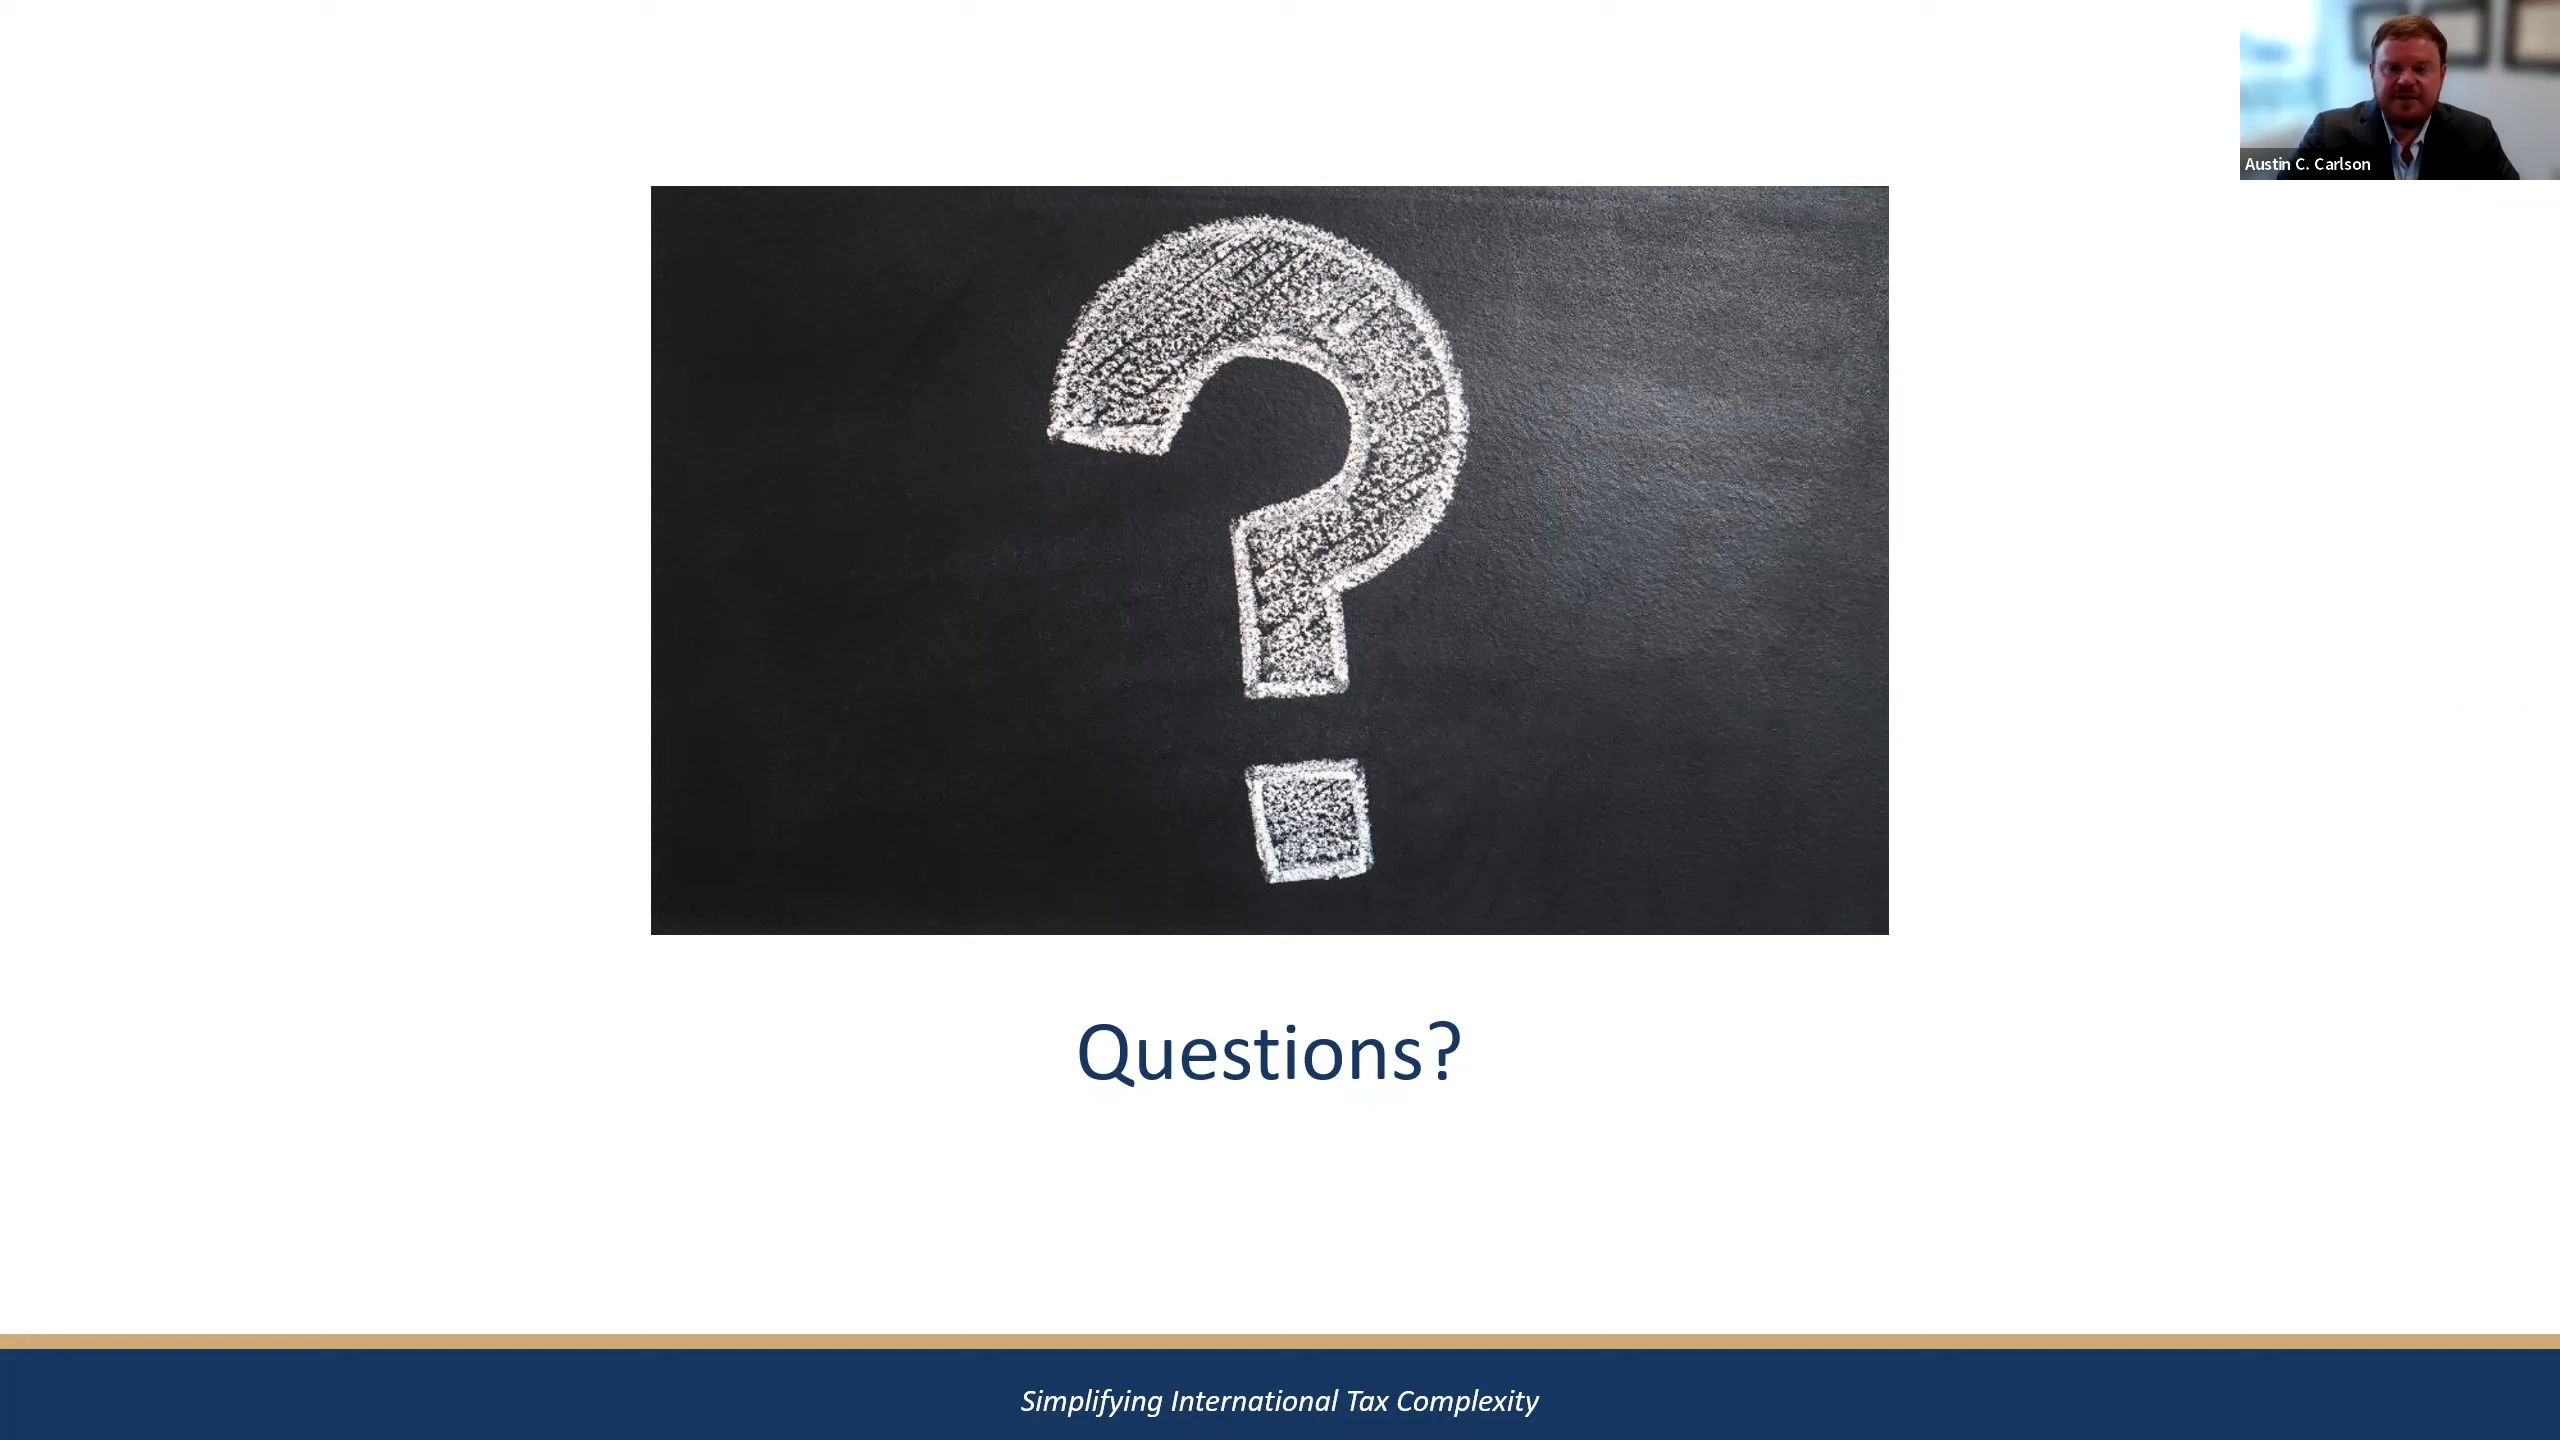 Austin C. Carlson
?
Questions?
Simplifying International Tax Complexity